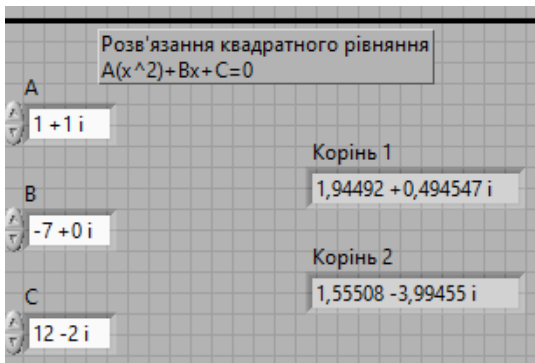 Розв'язання квадратного рівняння
A(x^2)+Bx+C=0
A
1 +1 i
B
-7 +0 i
C
12 -2 i
Корінь 1
1,94492 +0,494547 i
Корінь 2
1,55508 -3,99455 i